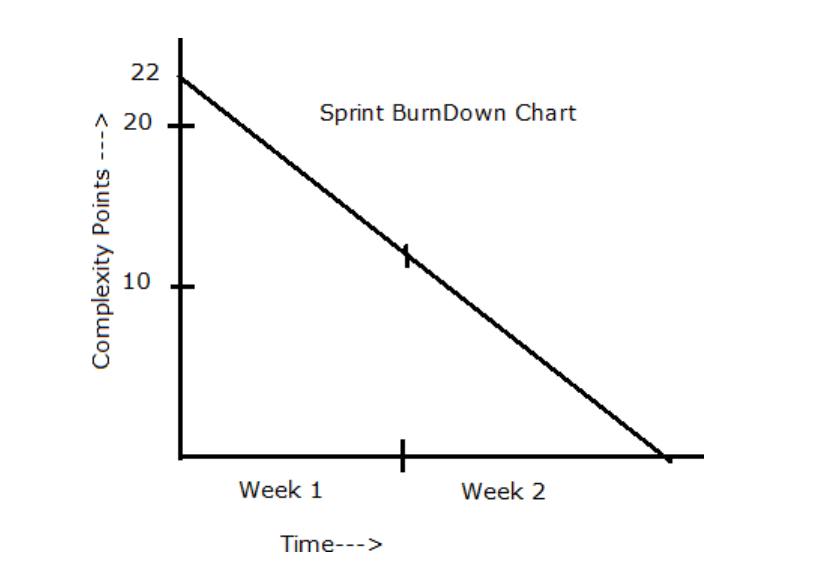 22
Sprint BurnDown Chart
20
Complexity Points --->
10
Week 1
Week 2
Time--->